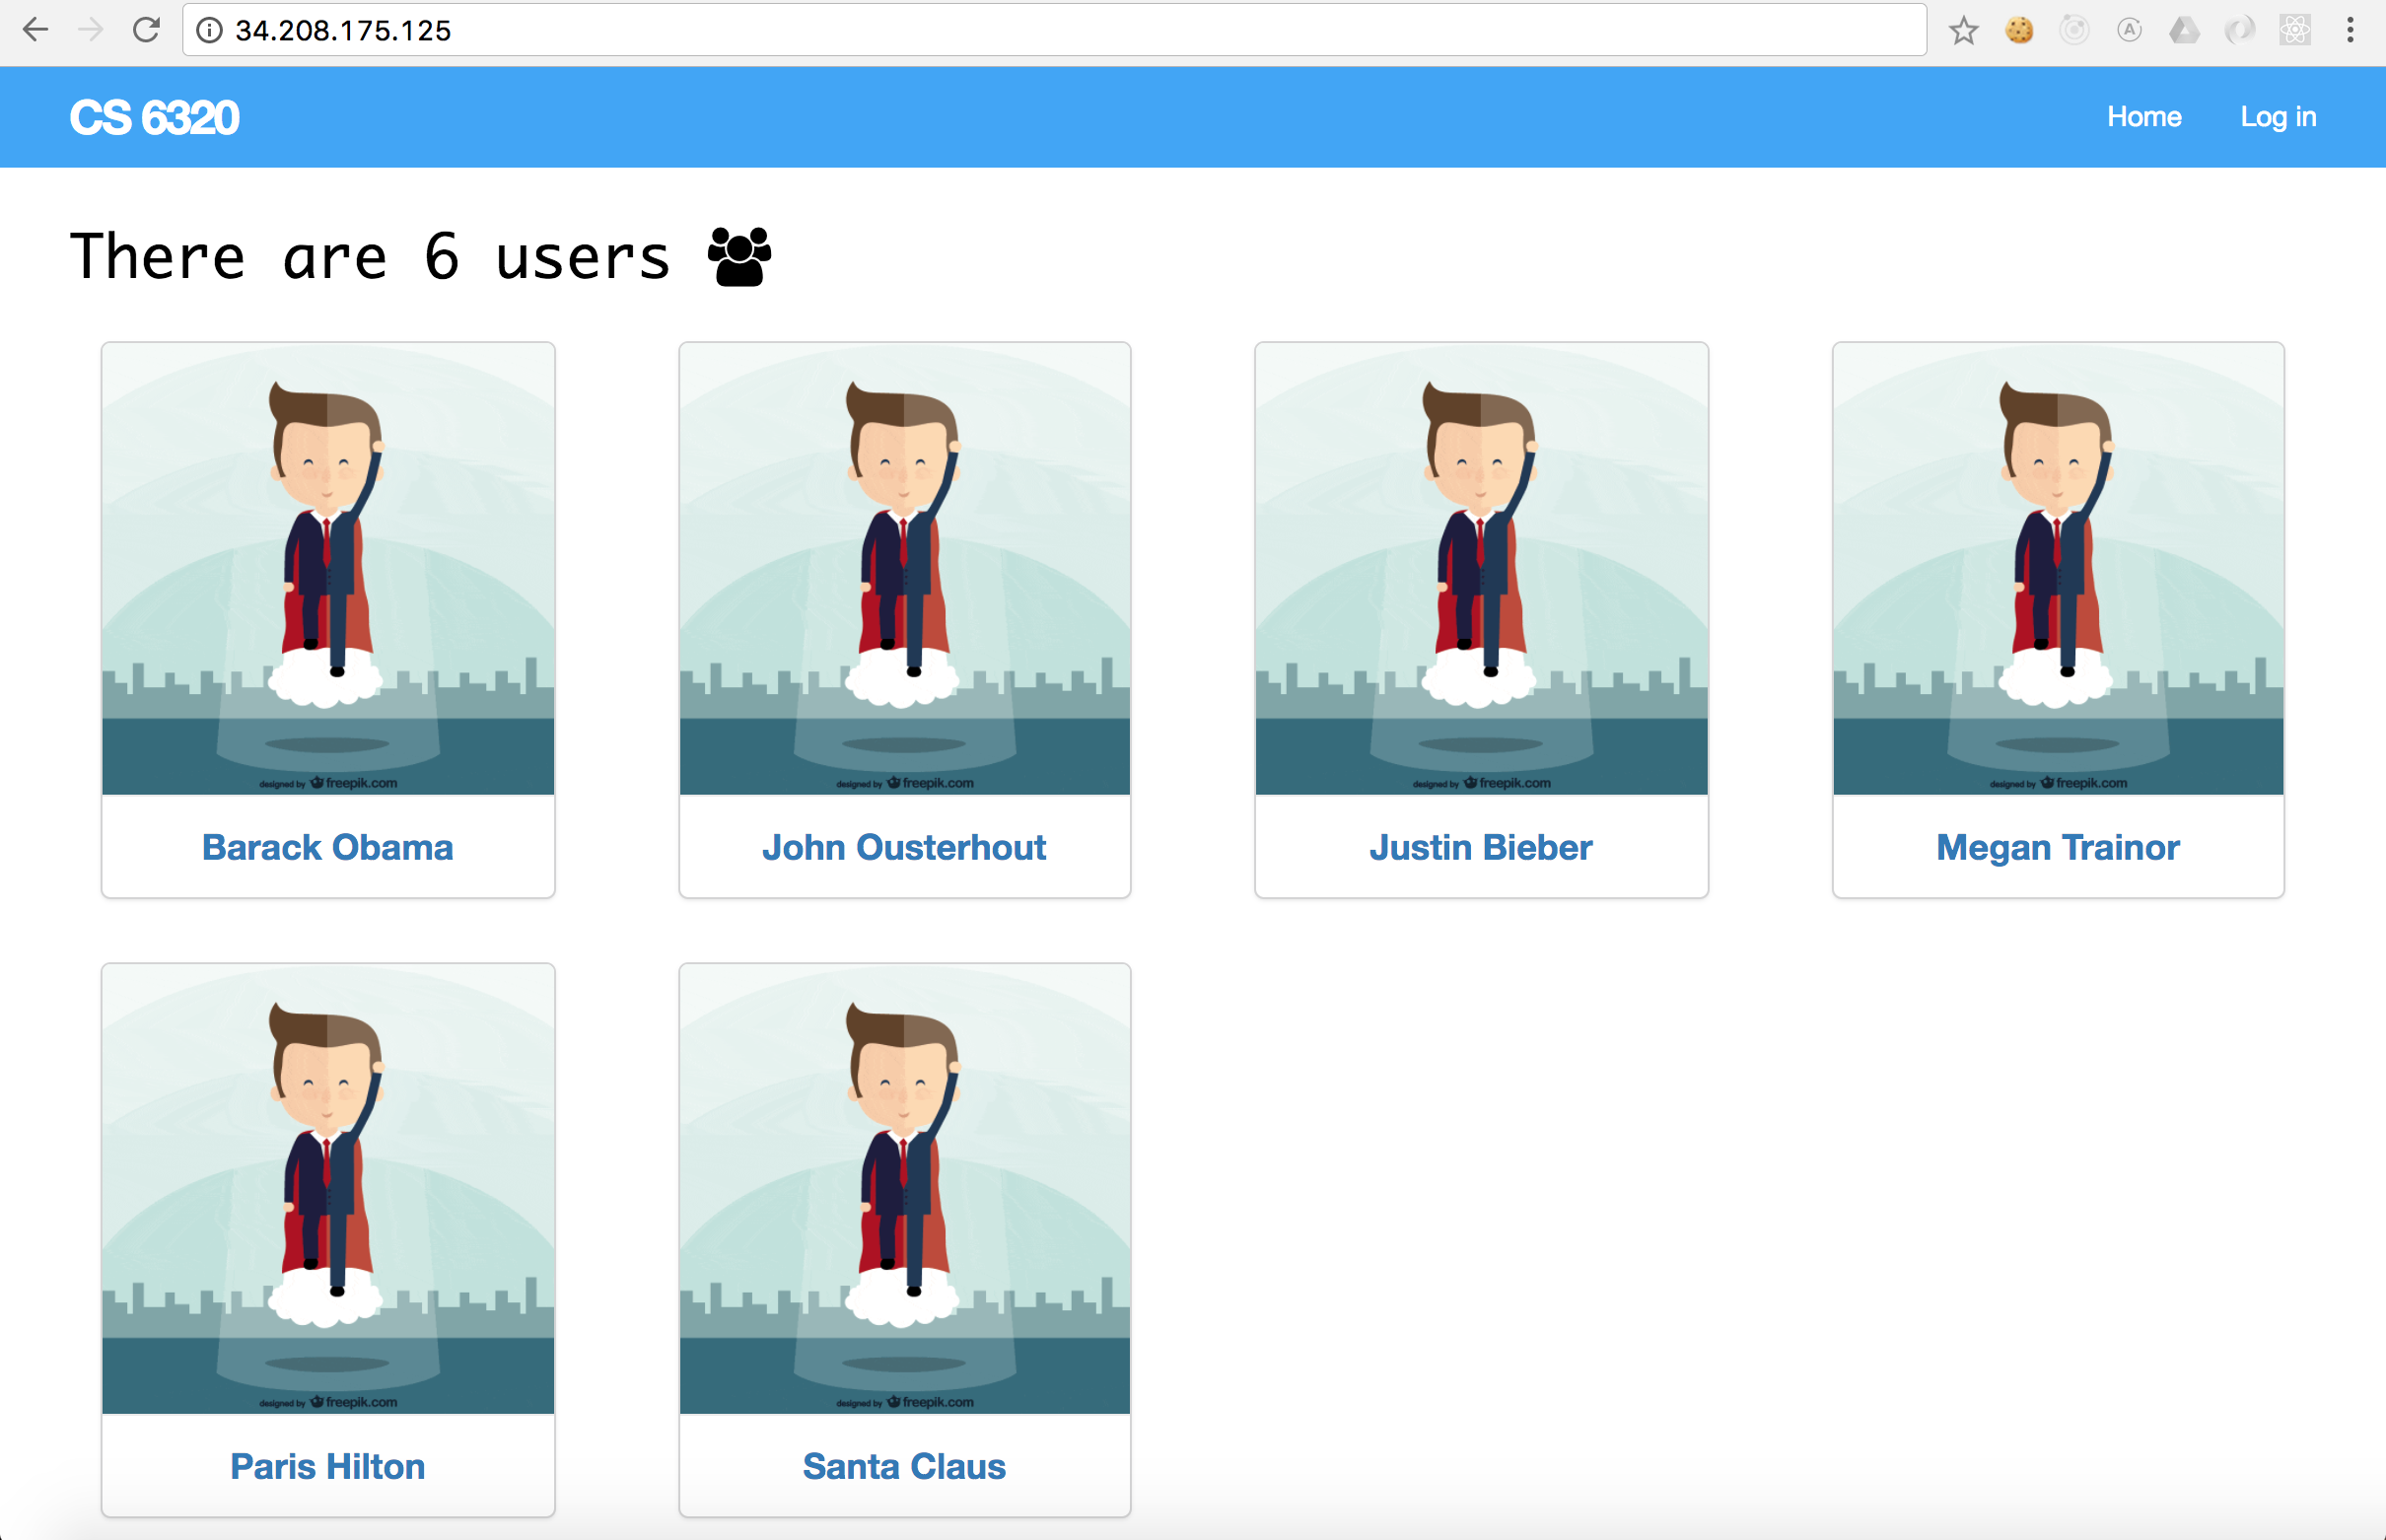 34.208.175.125
CS 6320 Home Log in
There are 6 users
designed by freepik.com designed by freepik.com designed by freepik.com designed by freepik.com
Barack Obama John Ousterhout Justin Bieber Megan Trainor
designed by freepik.com designed by freepik.com
Paris Hilton Santa Claus